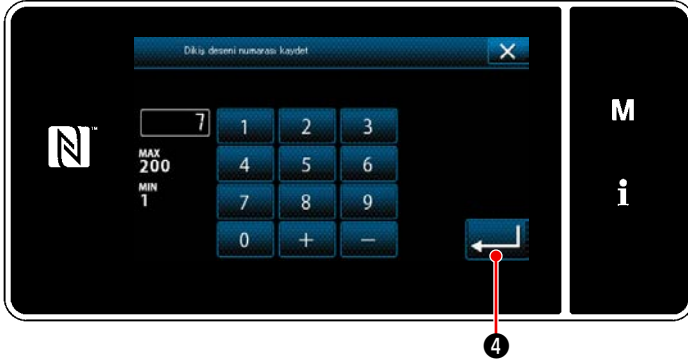 Dikiş deseni numarası kaydet
7
MAX
200
MIN
1
1 2 3
4 5 6
7 8 9
0 + −
M
i
4